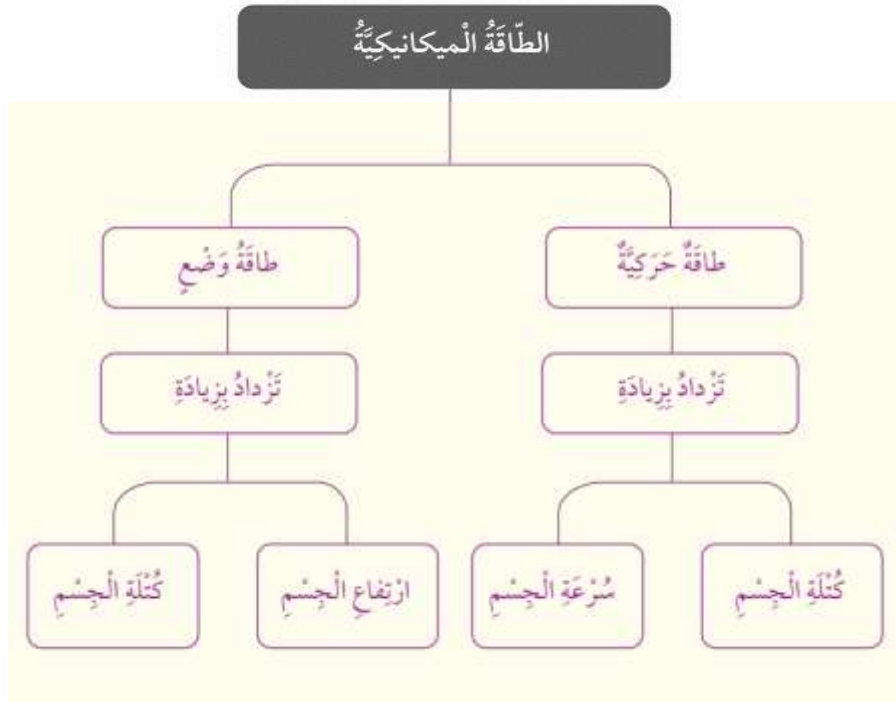 الطّاقَةُ الْميكانيكِيَّةُ
طاقَةٌ حَرَكِيَّةٌ
طاقَةُ وَضْعٍ
تَزْدادُ بِزِيادَةِ
تَزْدادُ بِزِيادَةِ
كُتْلَةِ الْجِسْمِ
سُرْعَةِ الْجِسْمِ
ارْتِفاعِ الْجِسْمِ
كُتْلَةِ الْجِسْمِ